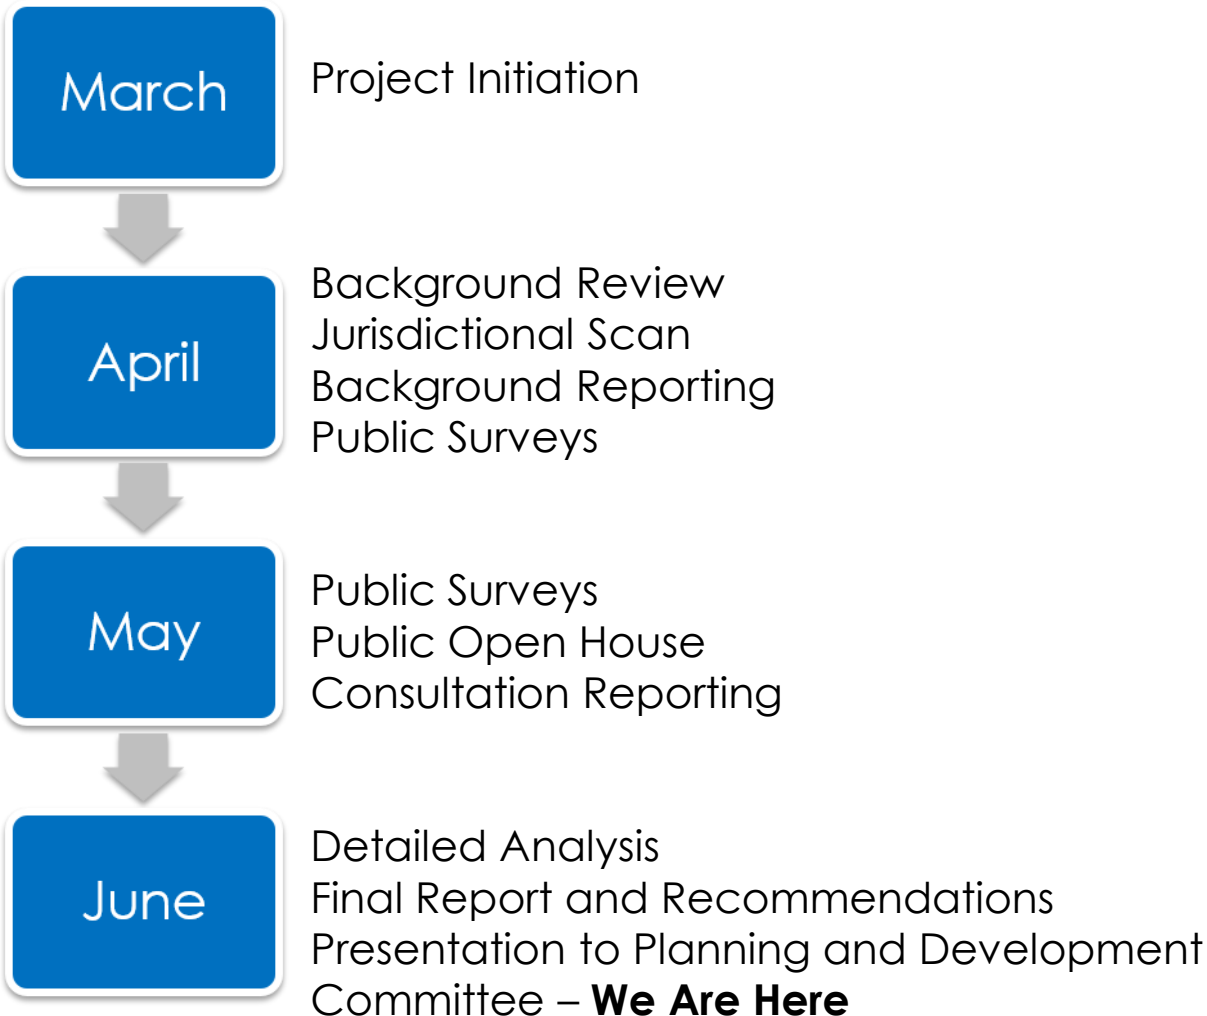 March
Project Initiation
April
Background Review
Jurisdictional Scan
Background Reporting
Public Surveys
May
Public Surveys
Public Open House
Consultation Reporting
June
Detailed Analysis
Final Report and Recommendations
Presentation to Planning and Development
Committee – We Are Here